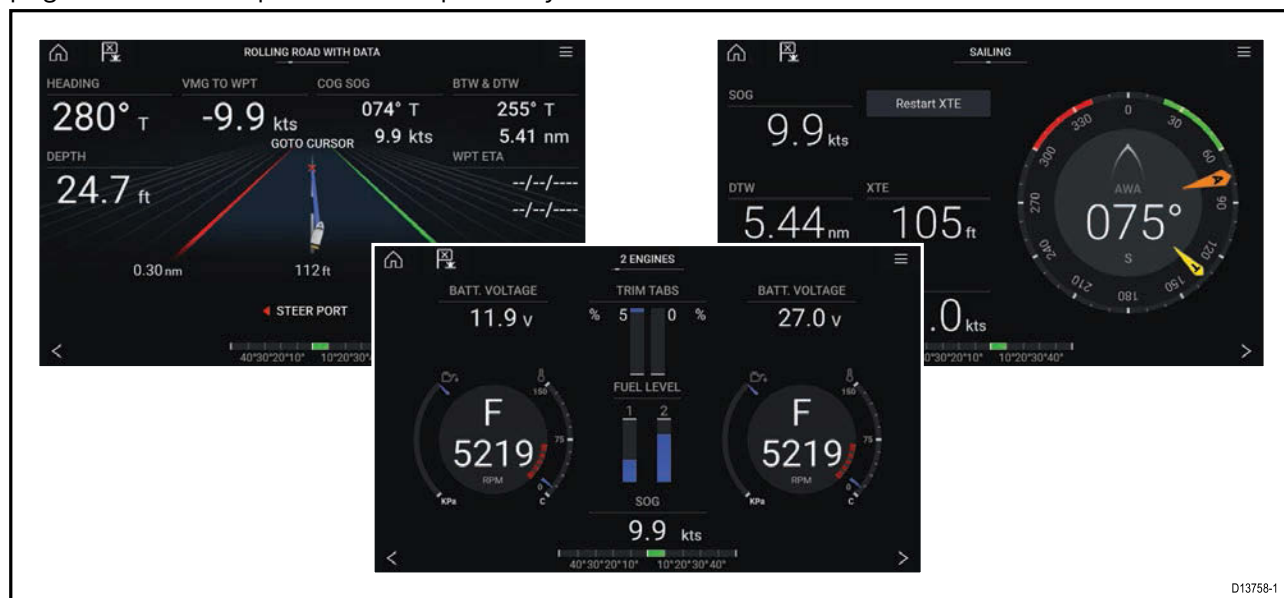 ROLLING ROAD WITH DATA
HEADING
VMG TO WPT
COG SOG
BTW & DTW
280° T
-9.9 kts
074° T
9.9 kts
255° T
5.41 nm
GOTO CURSOR
DEPTH
24.7 ft
WPT ETA
--/--/----
--/--/----
0.30 nm
112 ft
STEER PORT
<
40°30°20°10° 10°20°30°4
SAILING
SOG
9.9 kts
Restart XTE
DTW
5.44 nm
XTE
105 ft
.0 kts
0 30 60 90 120 150 180 210 240 270 300 330
A
T
AWA
075°
S
0°30°20°10° 10°20°30°40°
>
2 ENGINES
BATT. VOLTAGE
11.9 v
TRIM TABS
% 5 0 %
BATT. VOLTAGE
27.0 v
FUEL LEVEL
1 2
F
5219
RPM
KPa
150
75
0
C
F
5219
RPM
KPa
150
75
0
C
SOG
9.9 kts
<
40°30°20°10° 10°20°30°40°
>
D13758-1